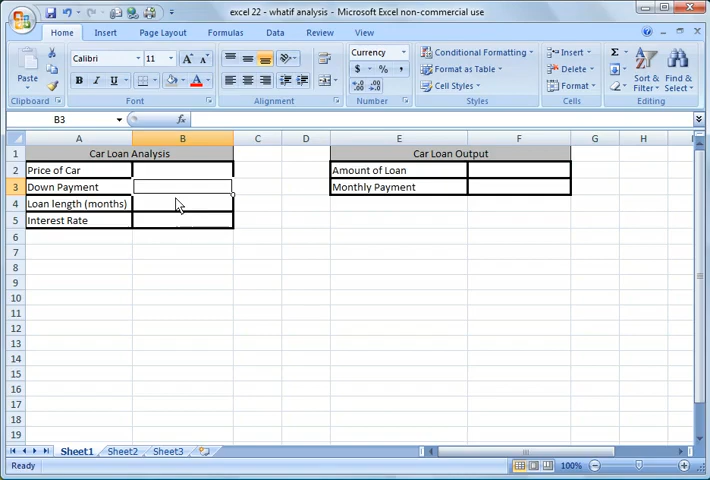 excel 22 - whatif analysis - Microsoft Excel non-commercial use
Home Insert Page Layout Formulas Data Review View
Paste
Clipboard
Calibri 11
B I U A
Font
Alignment
Currency
$ % ,
Number
Conditional Formatting
Format as Table
Cell Styles
Styles
Insert
Delete
Format
Cells
Σ
Sort & Filter
Find & Select
Editing
B3 fx
A B C D E F G H
1 Car Loan Analysis Car Loan Output
2 Price of Car Amount of Loan
3 Down Payment Monthly Payment
4 Loan length (months)
5 Interest Rate
6
7
8
9
10
11
12
13
14
15
16
17
18
19
Sheet1 Sheet2 Sheet3
Ready 100%